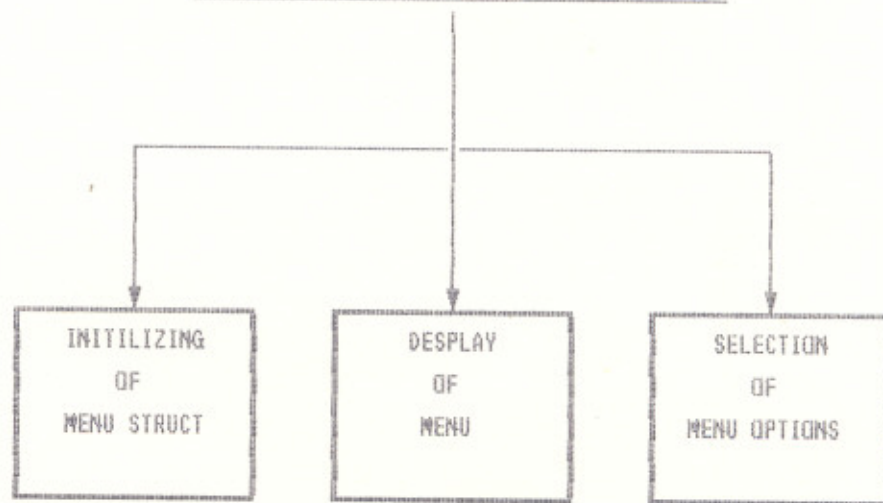 INITILIZING
OF
MENU STRUCT
DESPLAY
OF
MENU
SELECTION
OF
MENU OPTIONS